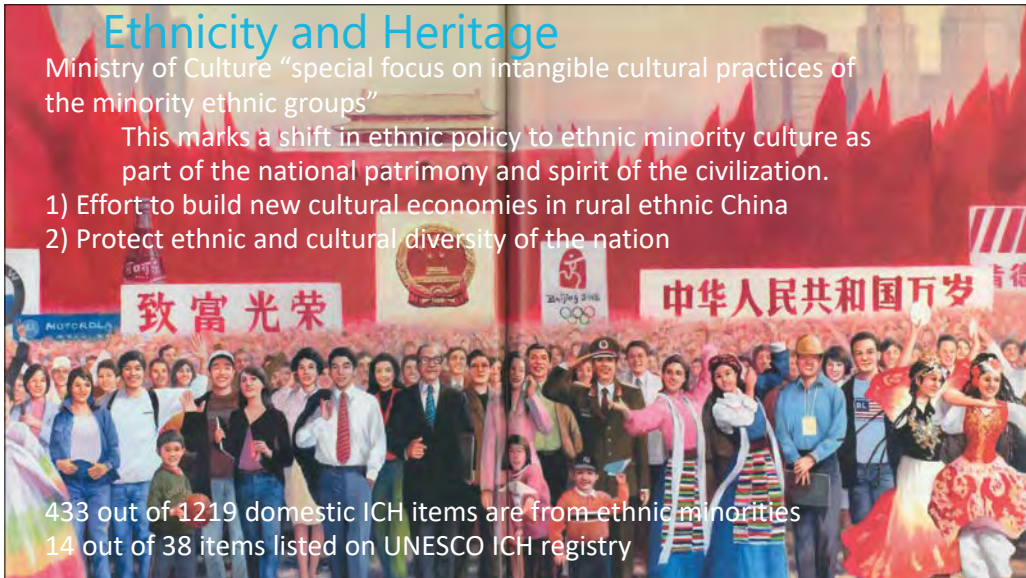 Ethnicity and Heritage
Ministry of Culture “special focus on intangible cultural practices of
the minority ethnic groups”
This marks a shift in ethnic policy to ethnic minority culture as
part of the national patrimony and spirit of the civilization.
1) Effort to build new cultural economies in rural ethnic China
2) Protect ethnic and cultural diversity of the nation
致富光荣
MOTOROLA
Beijing 2008
中华人民共和国万岁
肯德
RL
433 out of 1219 domestic ICH items are from ethnic minorities
14 out of 38 items listed on UNESCO ICH registry